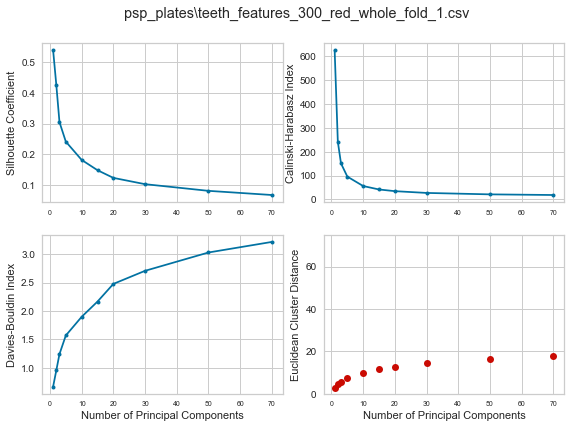 psp_plates\teeth_features_300_red_whole_fold_1.csv
Silhouette Coefficient
0.5
0.4
0.3
0.2
0.1
0 10 20 30 40 50 60 70
Calinski-Harabasz Index
600
500
400
300
200
100
0
0 10 20 30 40 50 60 70
Davies-Bouldin Index
3.0
2.5
2.0
1.5
1.0
0 10 20 30 40 50 60 70
Number of Principal Components
Euclidean Cluster Distance
60
40
20
0
0 10 20 30 40 50 60 70
Number of Principal Components